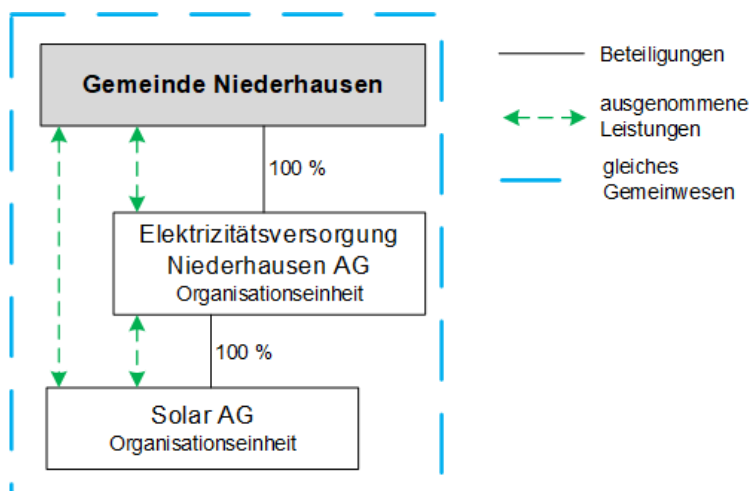 Gemeinde Niederhausen
100 %
Elektrizitätsversorgung
Niederhausen AG
Organisationseinheit
100 %
Solar AG
Organisationseinheit
Beteiligungen
ausgenommene
Leistungen
gleiches
Gemeinwesen